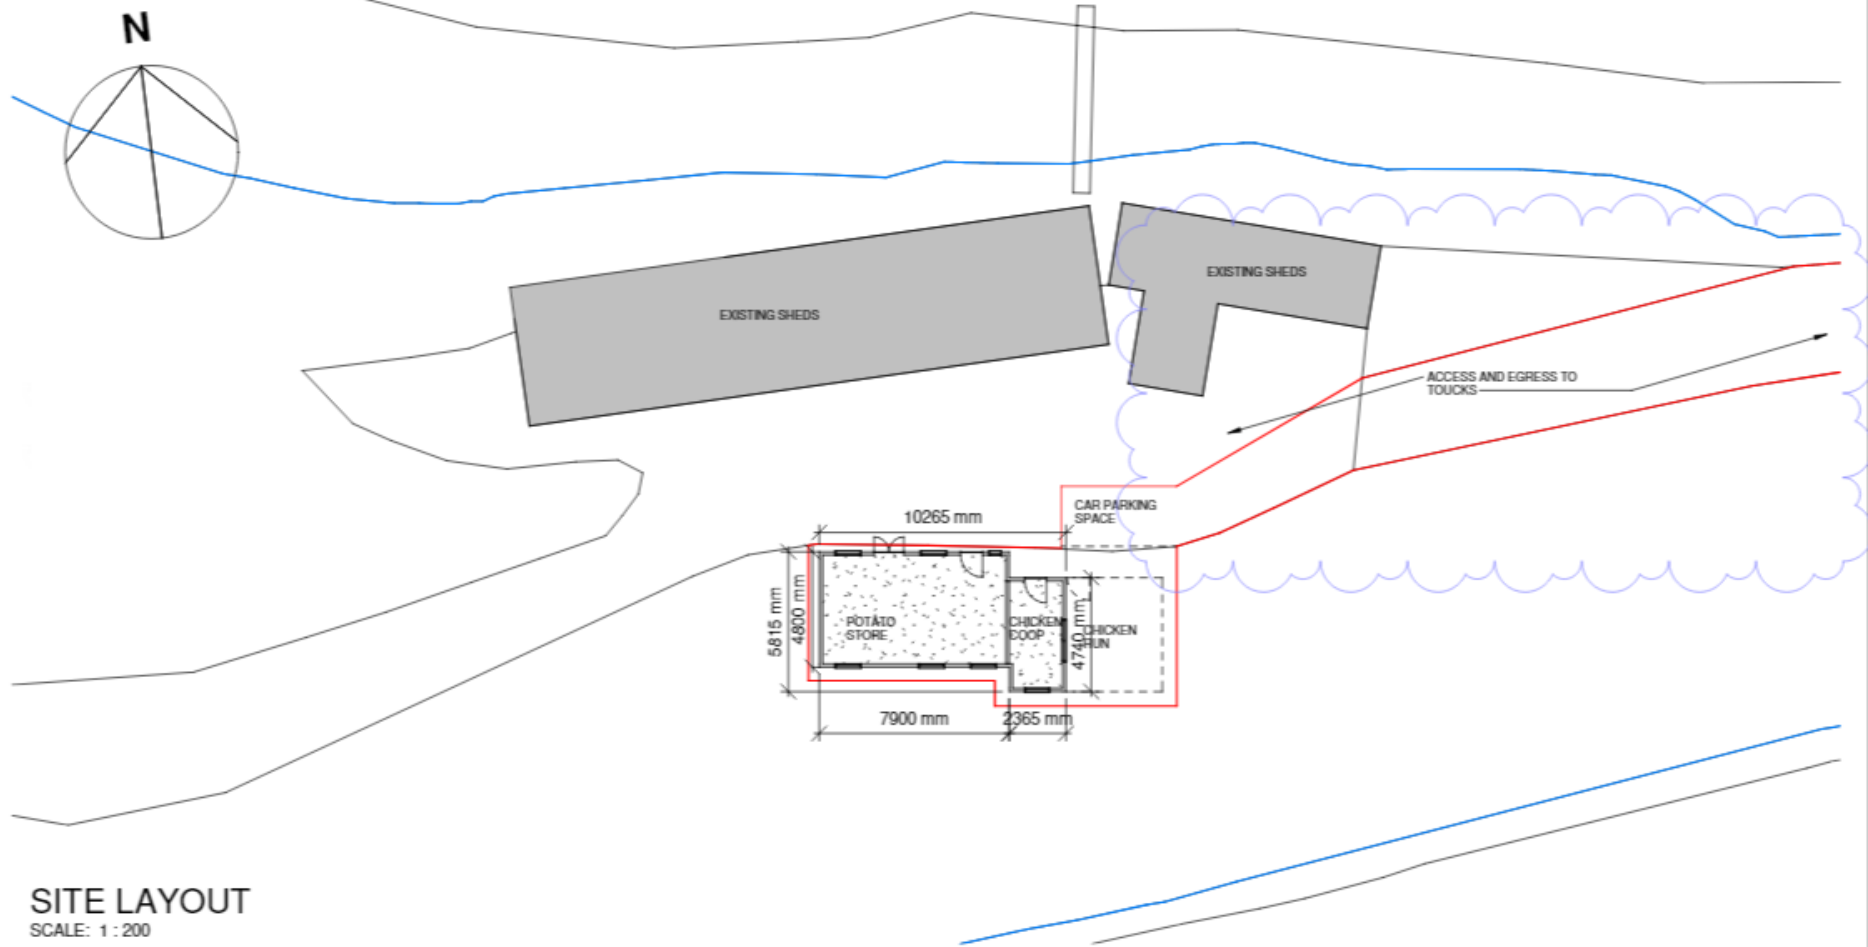 N
EXISTING SHEDS
EXISTING SHEDS
ACCESS AND EGRESS TO
TOUCKS
CAR PARKING
SPACE
10265 mm
5815 mm
4800 mm
POTATO
STORE
CHICKEN
COOP
4740 mm
CHICKEN
RUN
7900 mm
2365 mm
SITE LAYOUT
SCALE: 1 : 200